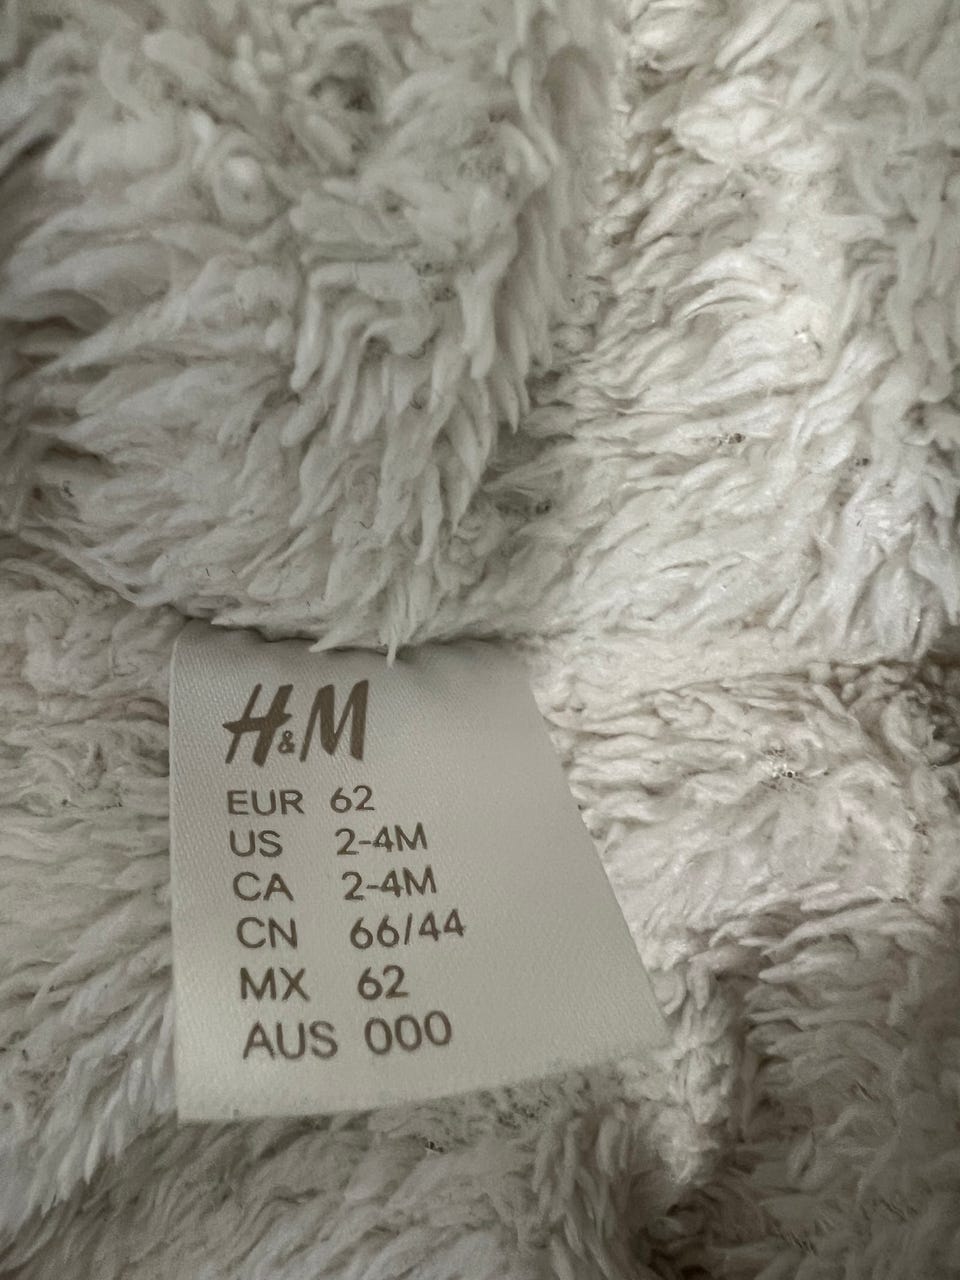 H&M
EUR 62
US 2-4M
CA 2-4M
CN 66/44
MX 62
AUS 000